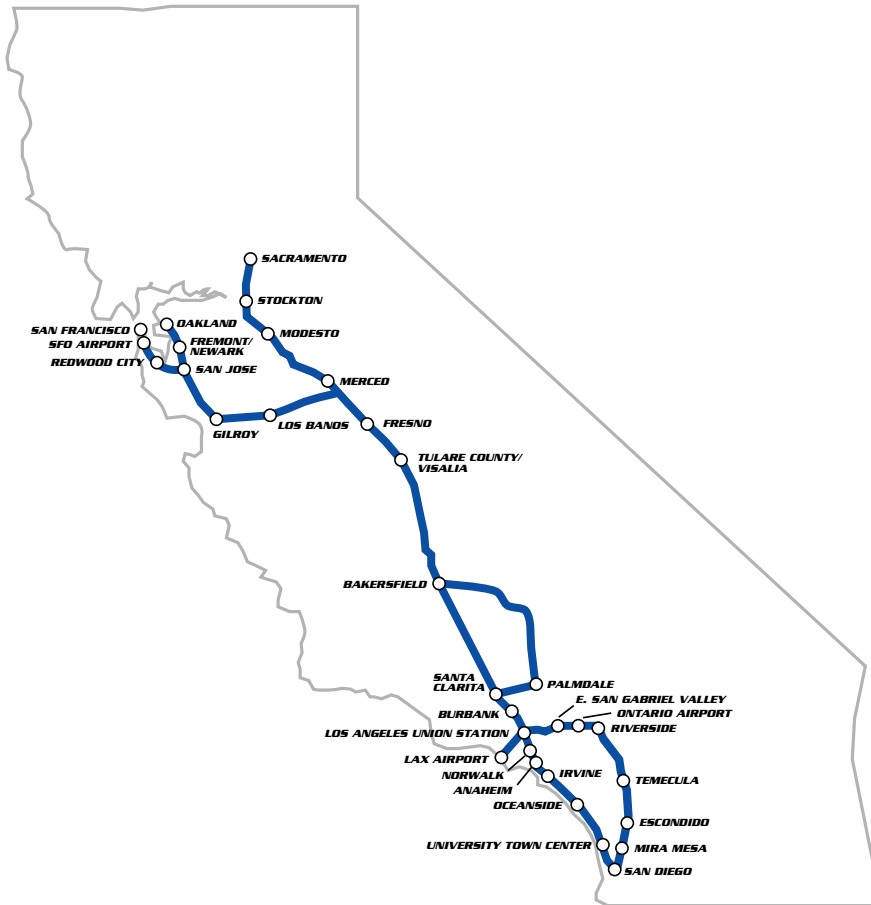 SACRAMENTO
STOCKTON
OAKLAND
SAN FRANCISCO
MODESTO
SFO AIRPORT
FREMONT/
NEWARK
REDWOOD CITY
SAN JOSE
MERCED
LOS BANOS
FRESNO
GILROY
TULARE COUNTY/
VISALIA
BAKERSFIELD
SANTA
CLARITA
PALMDALE
E. SAN GABRIEL VALLEY
BURBANK
ONTARIO AIRPORT
RIVERSIDE
LOS ANGELES UNION STATION
LAX AIRPORT
NORWALK
IRVINE
TEMECULA
ANAHEIM
OCEANSIDE
ESCONDIDO
UNIVERSITY TOWN CENTER
MIRA MESA
SAN DIEGO